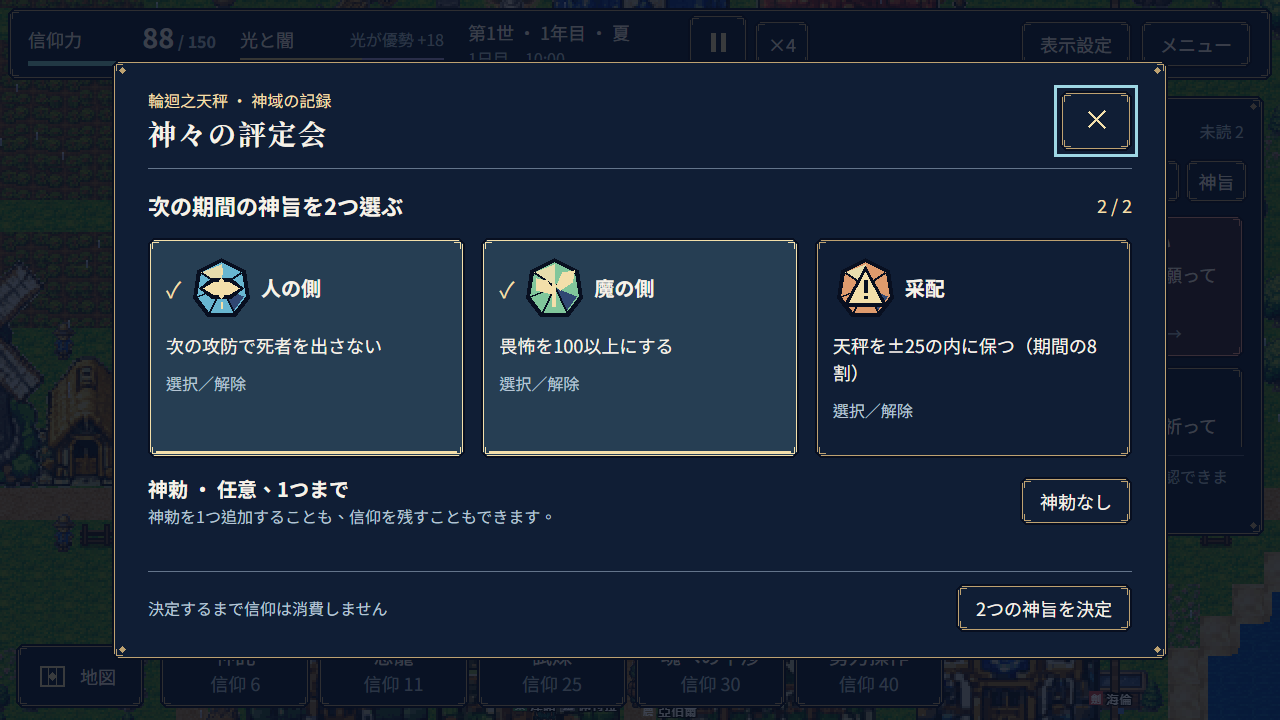 信仰力
88 / 150
光と闇
光が優勢 +18
第1世 ・ 1年目 ・ 夏
1日目 10:00
×4
表示設定
メニュー
輪廻之天秤 ・ 神域の記録
神々の評定会
未読 2
神旨
次の期間の神旨を2つ選ぶ
2 / 2
✓ 人の側
次の攻防で死者を出さない
選択／解除
✓ 魔の側
畏怖を100以上にする
選択／解除
采配
天秤を±25の内に保つ（期間の8
割）
選択／解除
願って
→
祈って
神勅 ・ 任意、1つまで
神勅を1つ追加することも、信仰を残すこともできます。
神勅なし
決定するまで信仰は消費しません
2つの神旨を決定
地図
信仰 6
信仰 11
信仰 25
信仰 30
信仰 40
海倫
亞伯爾